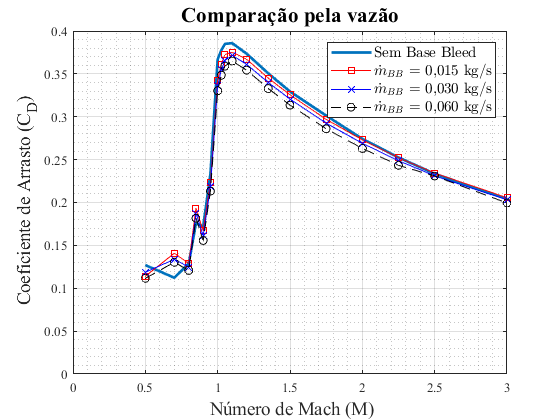 Comparação pela vazão
Coeficiente de Arrasto (C_D)
0.4
0.35
0.3
0.25
0.2
0.15
0.1
0.05
0
Sem Base Bleed
ṁ_BB = 0,015 kg/s
ṁ_BB = 0,030 kg/s
ṁ_BB = 0,060 kg/s
0 0.5 1 1.5 2 2.5 3
Número de Mach (M)